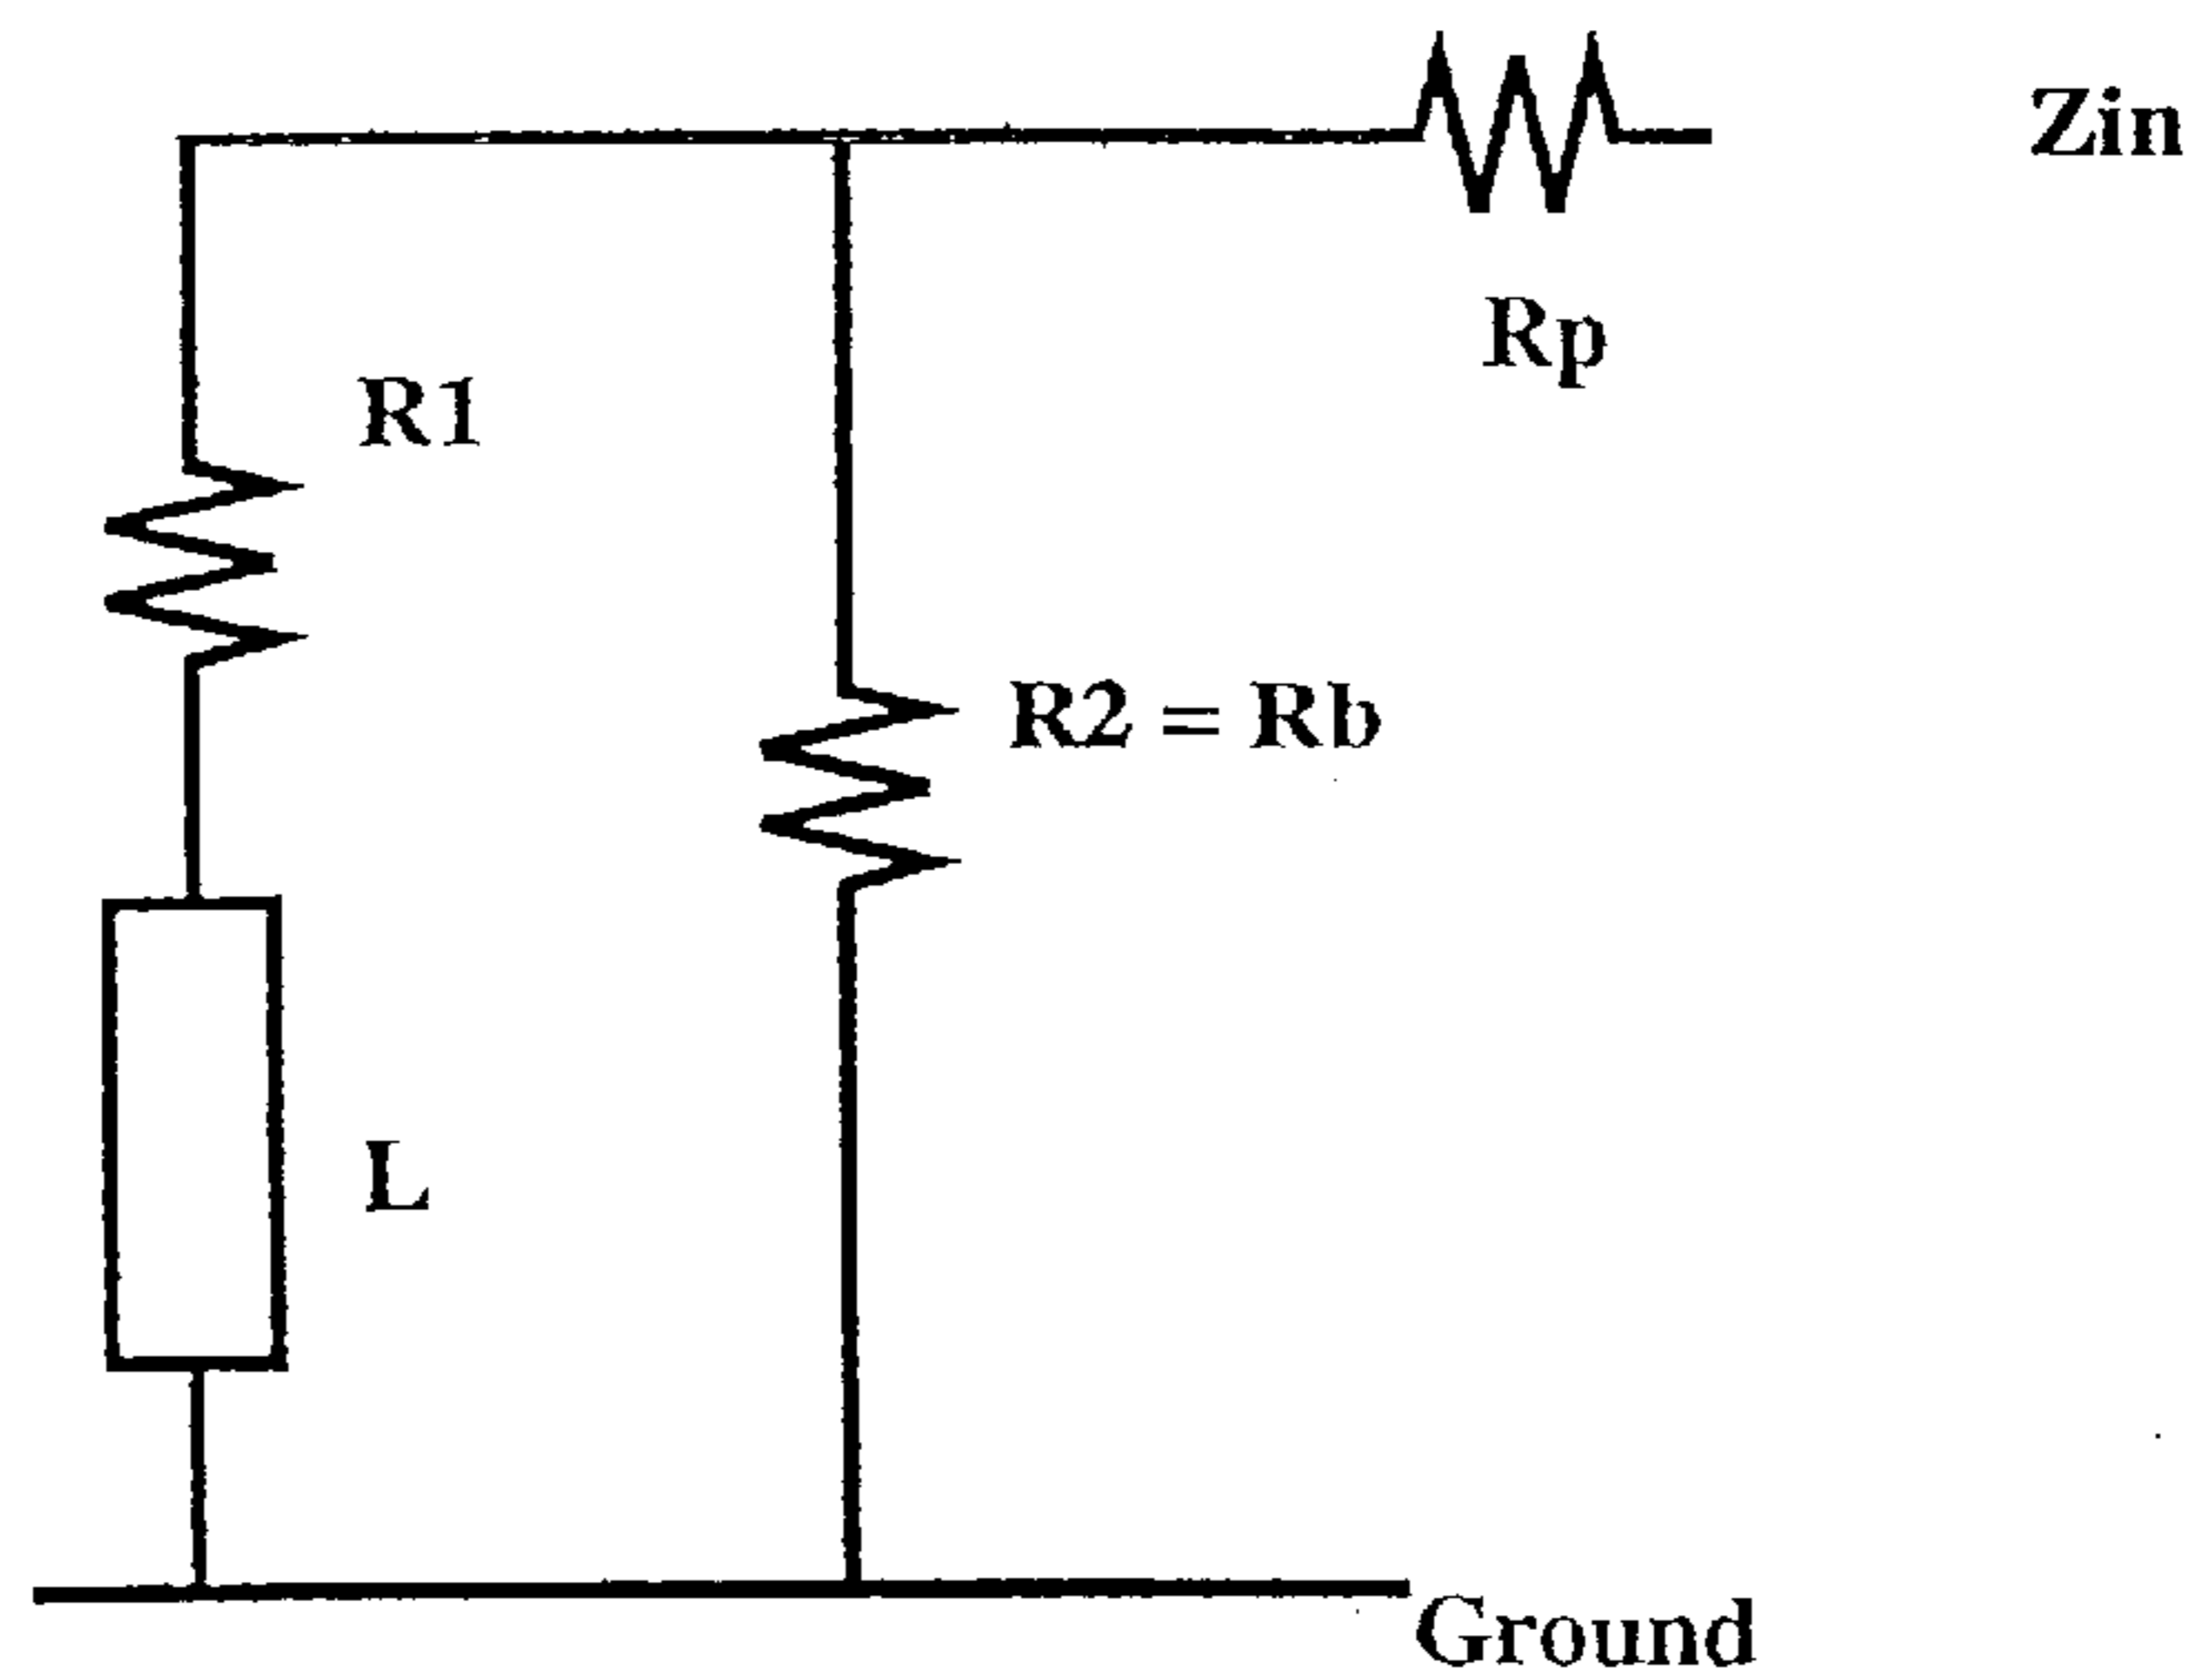 Zin
Rp
R1
R2 = Rb
L
Ground